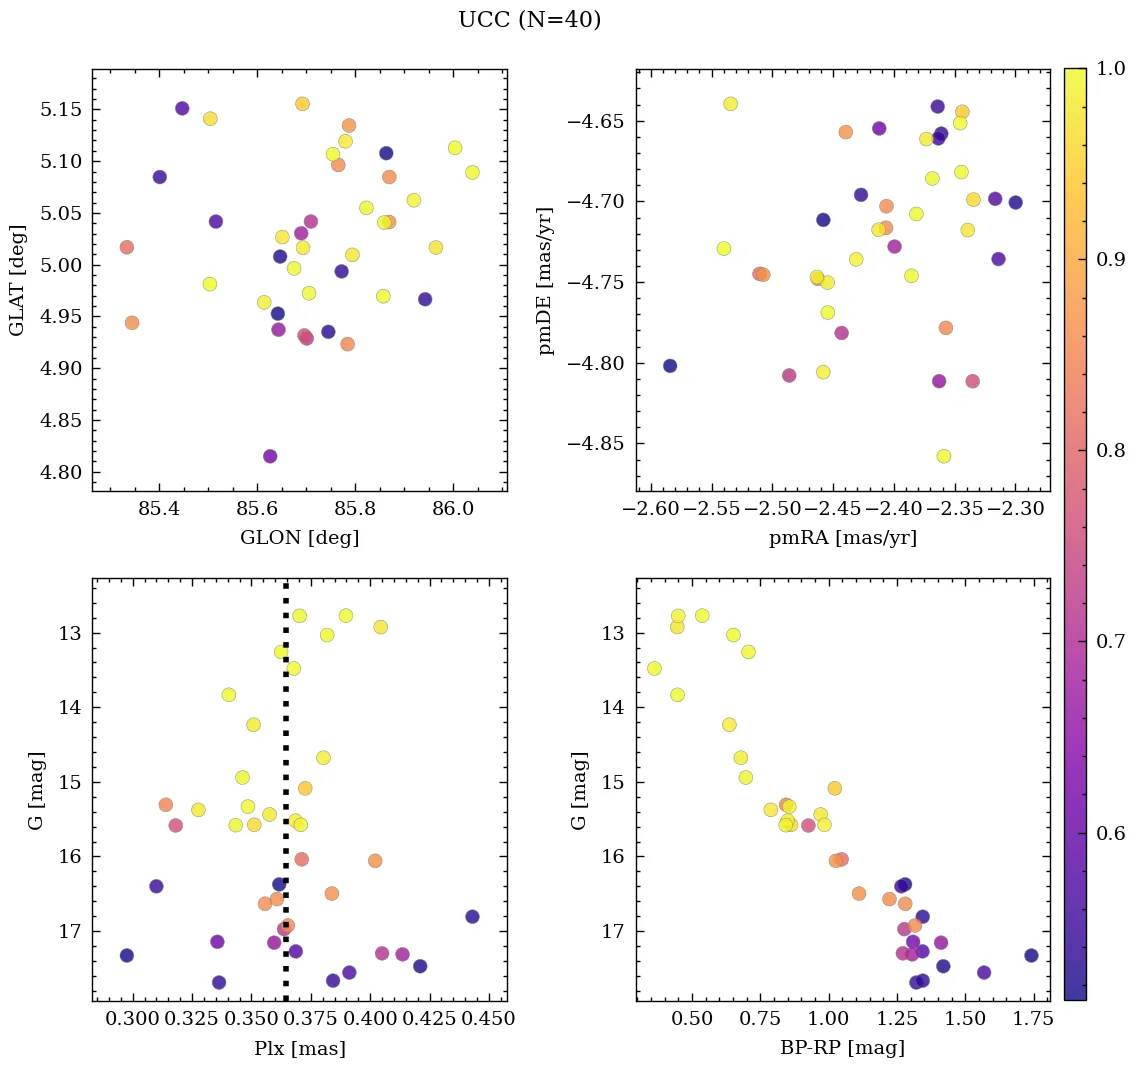 UCC (N=40)
5.15
5.10
5.05
5.00
4.95
4.90
4.85
4.80
GLAT [deg]
85.4 85.6 85.8 86.0
GLON [deg]
−4.65
−4.70
−4.75
−4.80
−4.85
pmDE [mas/yr]
−2.60 −2.55 −2.50 −2.45 −2.40 −2.35 −2.30
pmRA [mas/yr]
1.0
0.9
0.8
0.7
0.6
13
14
15
16
17
G [mag]
0.300 0.325 0.350 0.375 0.400 0.425 0.450
Plx [mas]
13
14
15
16
17
G [mag]
0.50 0.75 1.00 1.25 1.50 1.75
BP-RP [mag]